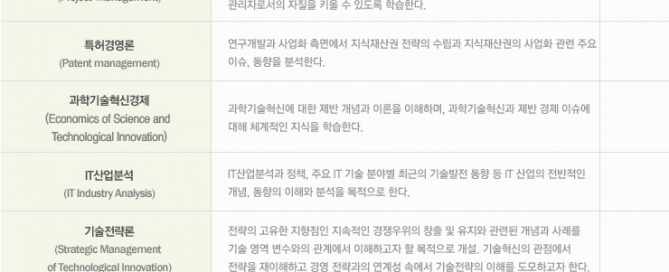 (Project Management)
관리자로서의 자질을 키울 수 있도록 학습한다.
특허경영론
(Patent management)
연구개발과 사업화 측면에서 지식재산권 전략의 수립과 지식재산권의 사업화 관련 주요
이슈, 동향을 분석한다.
과학기술혁신경제
(Economics of Science and
Technological Innovation)
과학기술혁신에 대한 제반 개념과 이론을 이해하며, 과학기술혁신과 제반 경제 이슈에
대해 체계적인 지식을 학습한다.
IT산업분석
(IT Industry Analysis)
IT산업분석과 정책, 주요 IT 기술 분야별 최근의 기술발전 동향 등 IT 산업의 전반적인
개념, 동향의 이해와 분석을 목적으로 한다.
기술전략론
(Strategic Management
of Technological Innovation)
전략의 고유한 지향점인 지속적인 경쟁우위의 창출 및 유지와 관련된 개념과 사례를
기술 영역 변수와의 관계에서 이해하고자 할 목적으로 개설. 기술혁신의 관점에서
전략을 재이해하고 경영 전략과의 연계성 속에서 기술전략의 이해를 도모하고자 한다.